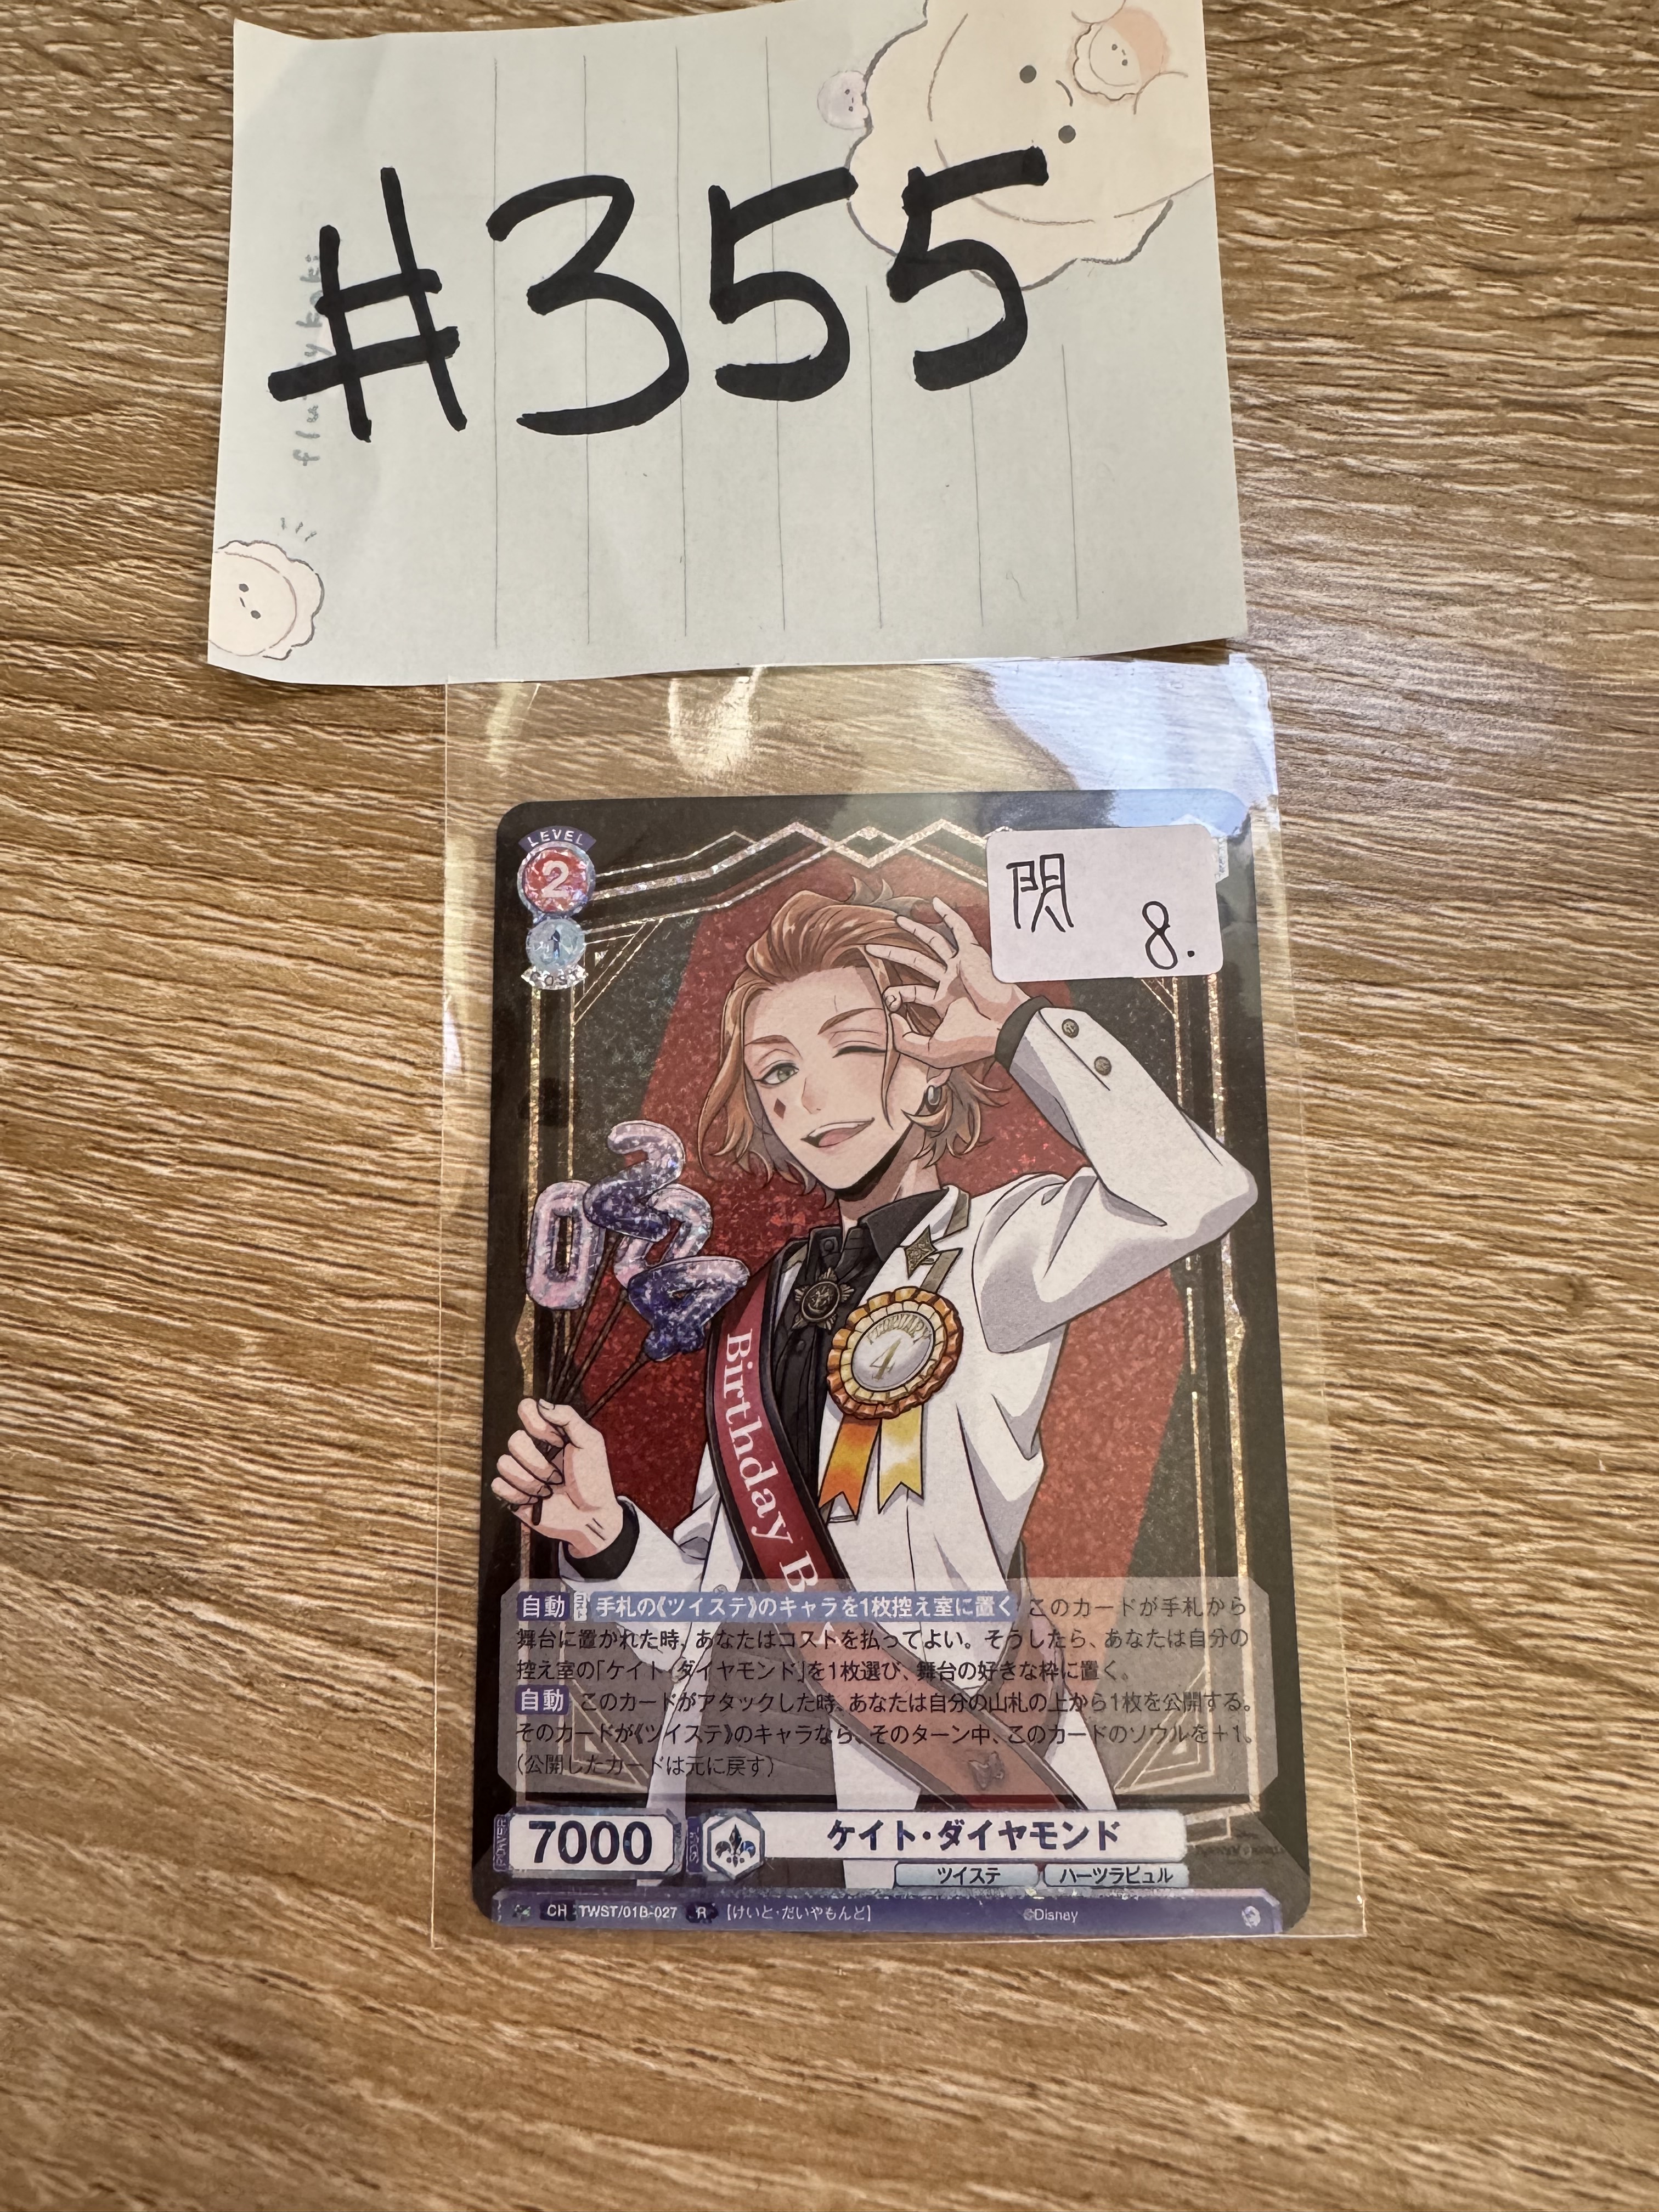 #355
fluffy kaki
LEVEL
2
1
COST
閃
8.
0204
FEBRUARY
4
Birthday B
自動 コスト 手札の《ツイステ》のキャラを1枚控え室に置く このカードが手札から
舞台に置かれた時、あなたはコストを払ってよい。そうしたら、あなたは自分の
控え室の「ケイト・ダイヤモンド」を1枚選び、舞台の好きな枠に置く。
自動 このカードがアタックした時、あなたは自分の山札の上から1枚を公開する。
そのカードが《ツイステ》のキャラなら、そのターン中、このカードのソウルを+1。
(公開したカードは元に戻す)
POWER
7000
SOUL
ケイト・ダイヤモンド
ツイステ
ハーツラビュル
CH TWST/01B-027 R 【けいと・だいやもんど】 ©Disney